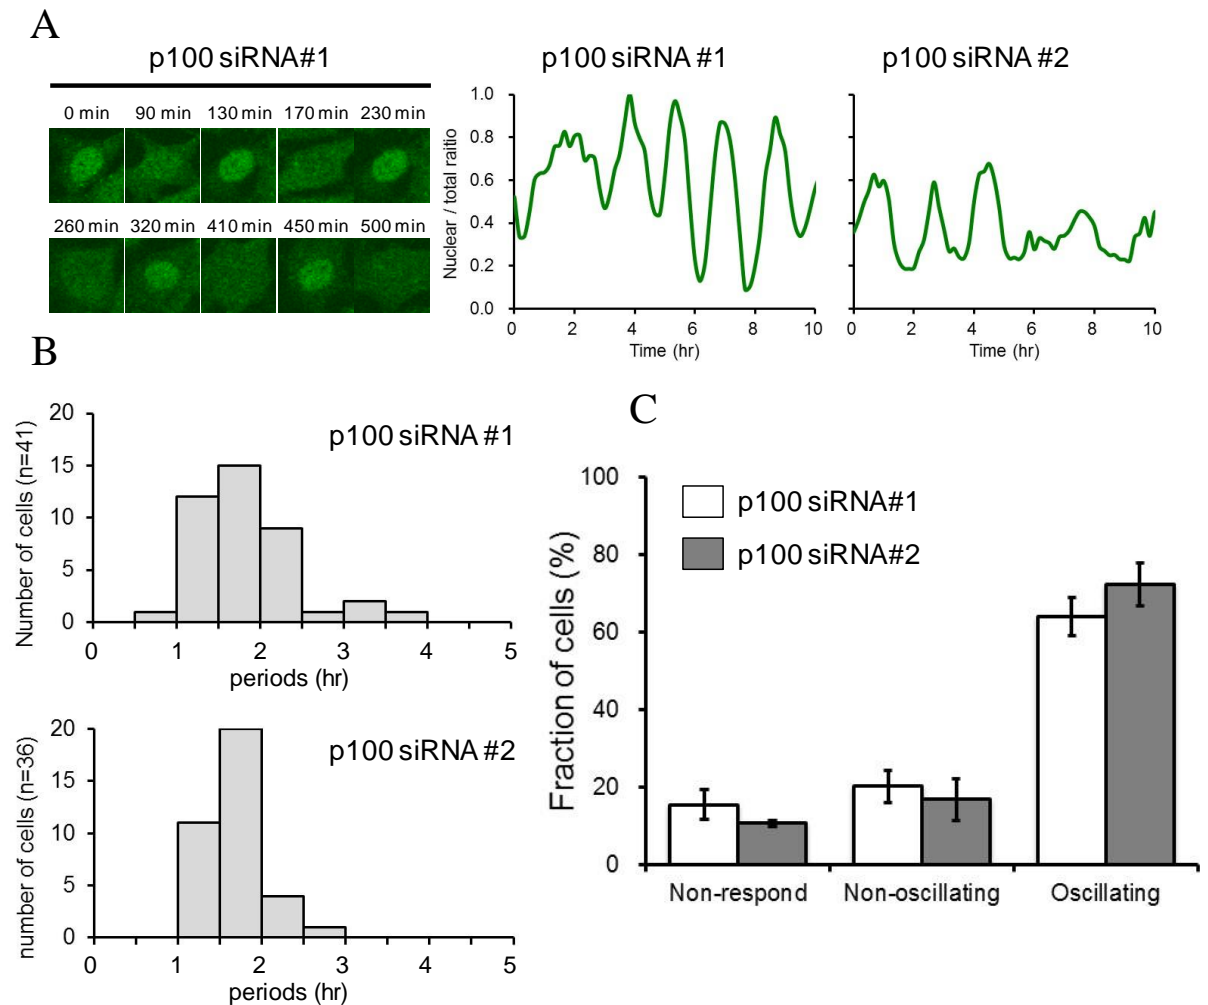 A
p100 siRNA#1
0 min 90 min 130 min 170 min 230 min
260 min 320 min 410 min 450 min 500 min
p100 siRNA #1
Nuclear / total raitio
1.0
0.8
0.6
0.4
0.2
0.0
0 2 4 6 8 10
Time (hr)
p100 siRNA #2
0 2 4 6 8 10
Time (hr)
B
p100 siRNA #1
Number of cells (n=41)
20
15
10
5
0
0 1 2 3 4 5
periods (hr)
p100 siRNA #2
number of cells (n=36)
20
15
10
5
0
0 1 2 3 4 5
periods (hr)
C
Fraction of cells (%)
100
80
60
40
20
0
p100 siRNA#1
p100 siRNA#2
Non-respond Non-oscillating Oscillating